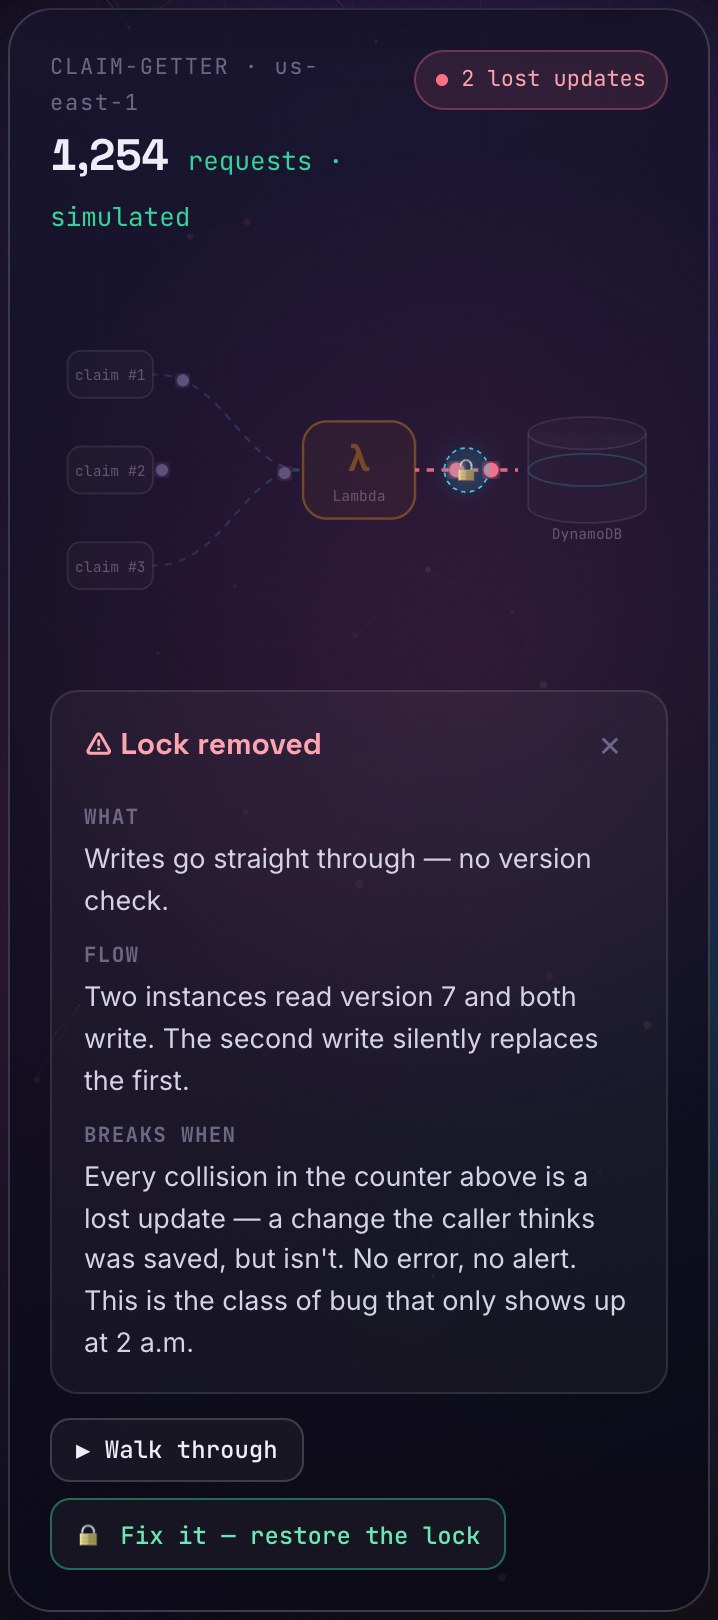 CLAIM-GETTER · us-
east-1
2 lost updates
1,254 requests ·
simulated
claim #1
claim #2
claim #3
λ
Lambda
DynamoDB
Lock removed
WHAT
Writes go straight through — no version
check.
FLOW
Two instances read version 7 and both
write. The second write silently replaces
the first.
BREAKS WHEN
Every collision in the counter above is a
lost update — a change the caller thinks
was saved, but isn't. No error, no alert.
This is the class of bug that only shows up
at 2 a.m.
▶ Walk through
🔒 Fix it — restore the lock